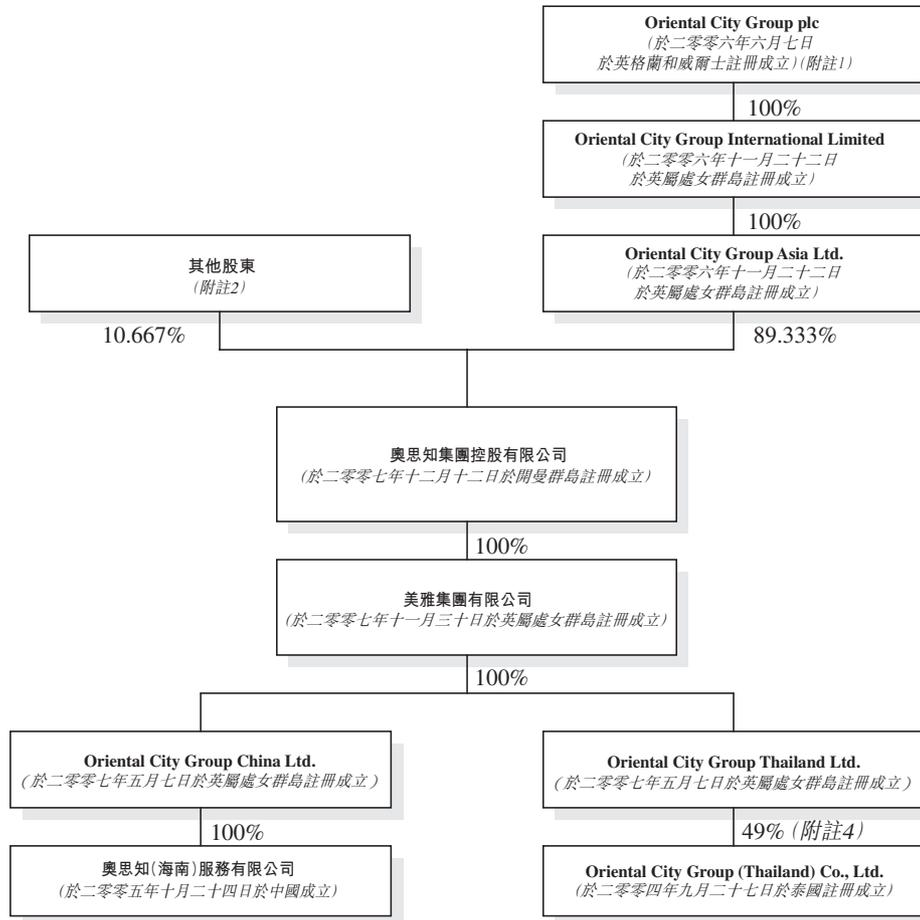 Oriental City Group plc
(於二零零六年六月七日
於英格蘭和威爾士註冊成立)(附註1)
100%
Oriental City Group International Limited
(於二零零六年十一月二十二日
於英屬處女群島註冊成立)
100%
其他股東
(附註2)
Oriental City Group Asia Ltd.
(於二零零六年十一月二十二日
於英屬處女群島註冊成立)
10.667%
89.333%
奧思知集團控股有限公司
(於二零零七年十二月十二日於開曼群島註冊成立)
100%
美雅集團有限公司
(於二零零七年十一月三十日於英屬處女群島註冊成立)
100%
Oriental City Group China Ltd.
(於二零零七年五月七日於英屬處女群島註冊成立)
Oriental City Group Thailand Ltd.
(於二零零七年五月七日於英屬處女群島註冊成立)
100%
49% (附註4)
奧思知(海南)服務有限公司
(於二零零五年十月二十四日於中國成立)
Oriental City Group (Thailand) Co., Ltd.
(於二零零四年九月二十七日於泰國註冊成立)